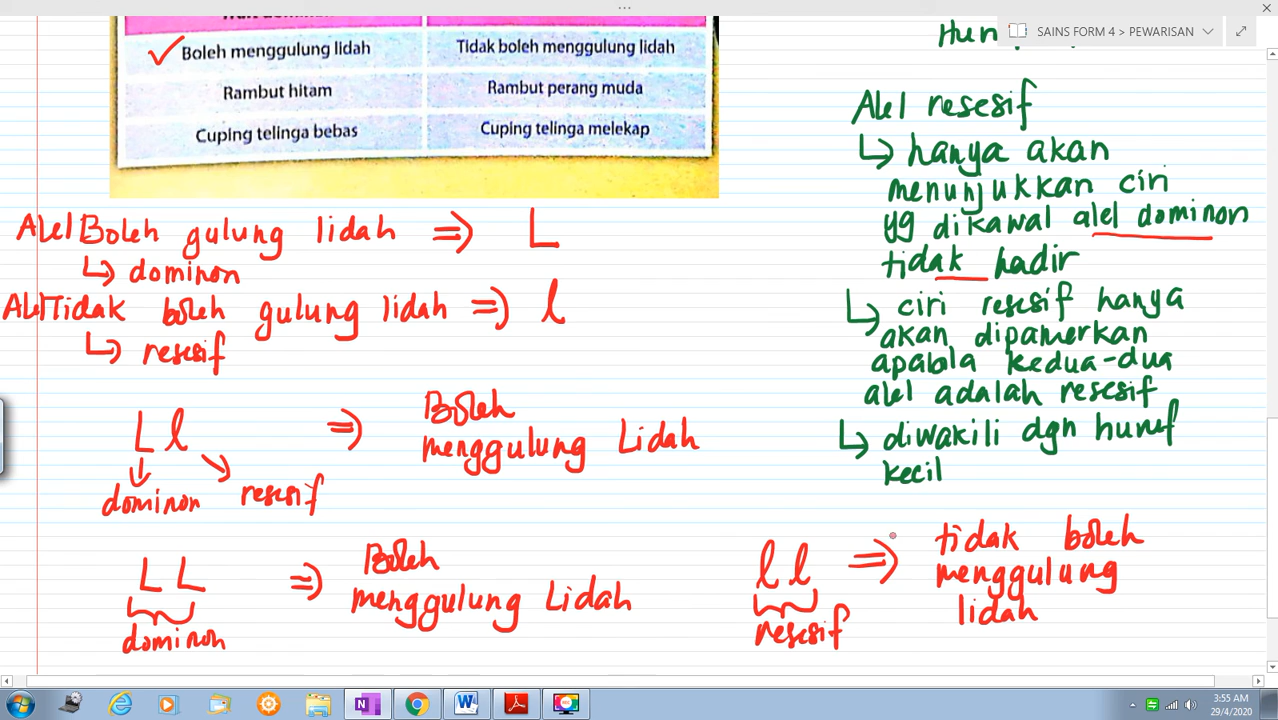 SAINS FORM 4 > PEWARISAN
Boleh menggulung lidah
Tidak boleh menggulung lidah
Rambut hitam
Rambut perang muda
Cuping telinga bebas
Cuping telinga melekap
Alel Boleh gulung lidah ⇒ L
↳ dominon
Alel Tidak boleh gulung lidah ⇒ l
↳ resesif
L l ⇒ Boleh
menggulung Lidah
dominon resesif
L L ⇒ Boleh
menggulung Lidah
dominon
Alel resesif
↳ hanya akan
menunjukkan ciri
yg dikawal alel dominon
tidak hadir
↳ ciri resesif hanya
akan dipamerkan
apabila kedua-dua
alel adalah resesif
↳ diwakili dgn huruf
kecil
l l ⇒ tidak boleh
menggulung
lidah
resesif
3:55 AM
29/4/2020